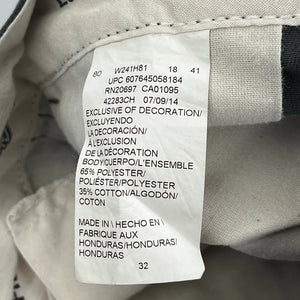 60 W241H81 18 41
UPC 607645058184
RN20697 CA01095
42283CH 07/09/14
EXCLUSIVE OF DECORATION/
EXCLUYENDO
LA DECORACIÓN/
À L'EXCLUSION
DE LA DÉCORATION
BODY/CUERPO/L'ENSEMBLE
65% POLYESTER/
POLIÉSTER/POLYESTER
35% COTTON/ALGODÓN/
COTON
MADE IN \ HECHO EN /
FABRIQUE AUX
HONDURAS/HONDURAS/
HONDURAS
32